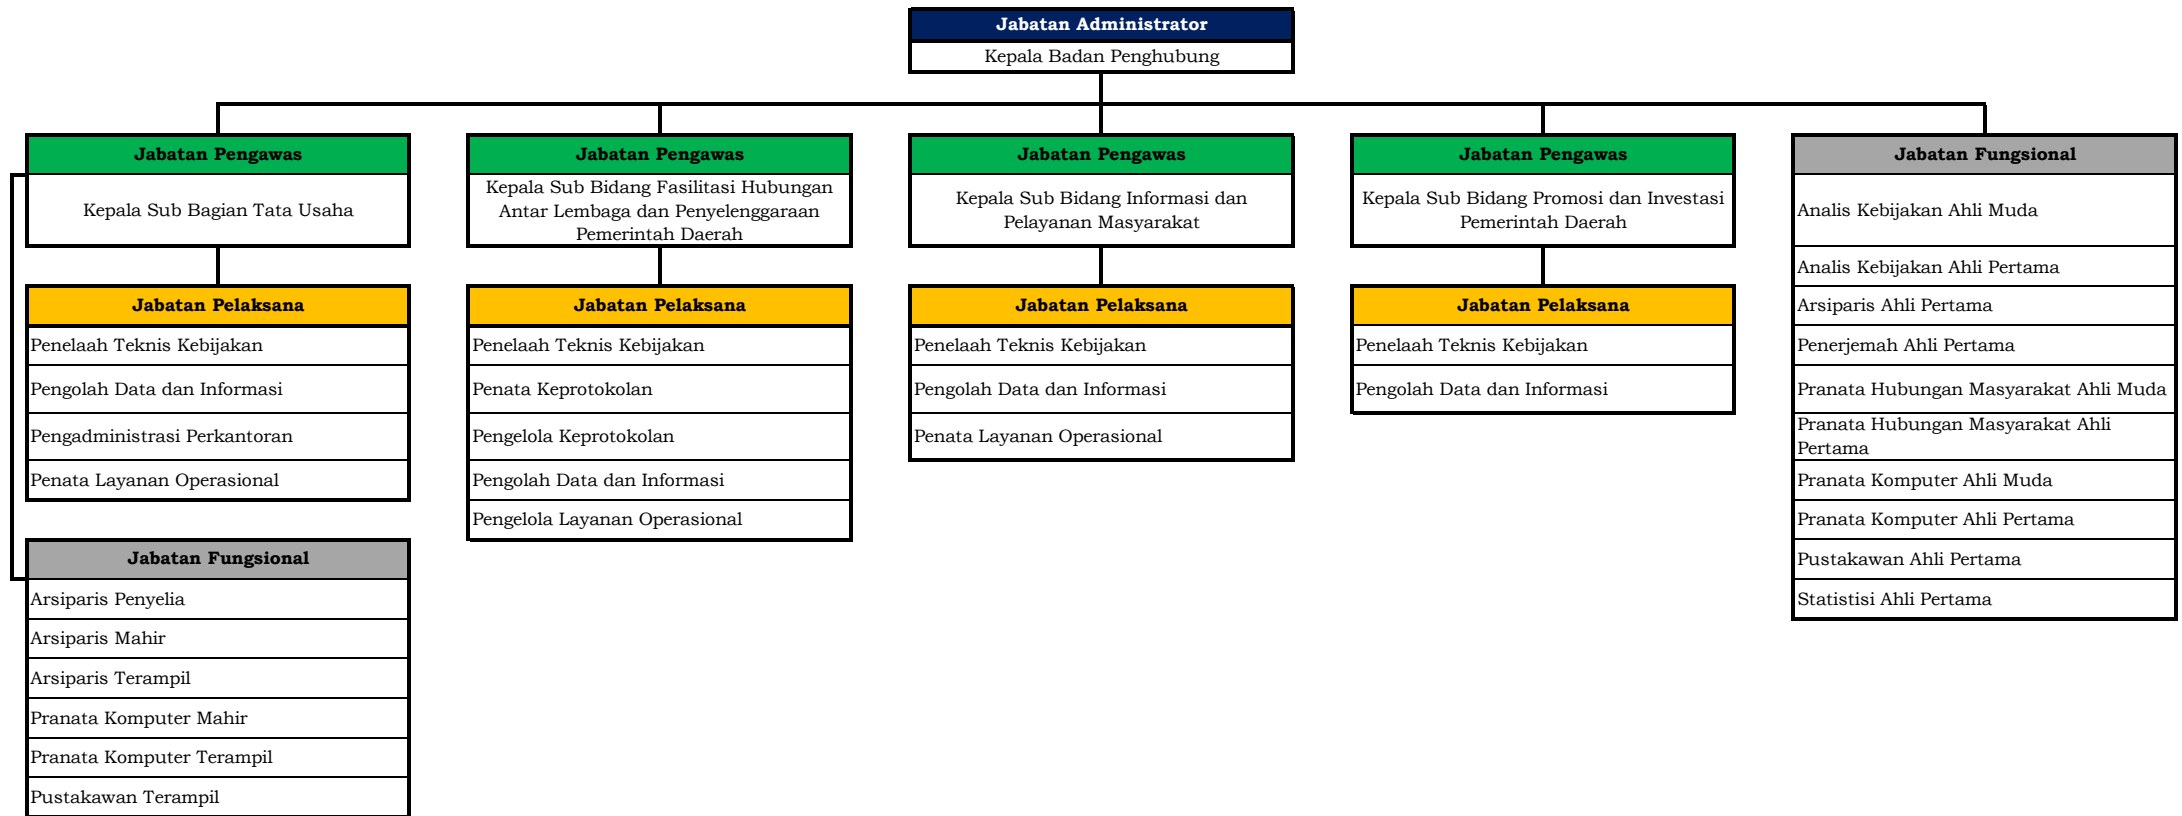 Jabatan Administrator
Kepala Badan Penghubung
Jabatan Pengawas
Kepala Sub Bagian Tata Usaha
Jabatan Pelaksana
Penelaah Teknis Kebijakan
Pengolah Data dan Informasi
Pengadministrasi Perkantoran
Penata Layanan Operasional
Jabatan Fungsional
Arsiparis Penyelia
Arsiparis Mahir
Arsiparis Terampil
Pranata Komputer Mahir
Pranata Komputer Terampil
Pustakawan Terampil
Jabatan Pengawas
Kepala Sub Bidang Fasilitasi Hubungan
Antar Lembaga dan Penyelenggaraan
Pemerintah Daerah
Jabatan Pelaksana
Penelaah Teknis Kebijakan
Penata Keprotokolan
Pengelola Keprotokolan
Pengolah Data dan Informasi
Pengelola Layanan Operasional
Jabatan Pengawas
Kepala Sub Bidang Informasi dan
Pelayanan Masyarakat
Jabatan Pelaksana
Penelaah Teknis Kebijakan
Pengolah Data dan Informasi
Penata Layanan Operasional
Jabatan Pengawas
Kepala Sub Bidang Promosi dan Investasi
Pemerintah Daerah
Jabatan Pelaksana
Penelaah Teknis Kebijakan
Pengolah Data dan Informasi
Jabatan Fungsional
Analis Kebijakan Ahli Muda
Analis Kebijakan Ahli Pertama
Arsiparis Ahli Pertama
Penerjemah Ahli Pertama
Pranata Hubungan Masyarakat Ahli Muda
Pranata Hubungan Masyarakat Ahli
Pertama
Pranata Komputer Ahli Muda
Pranata Komputer Ahli Pertama
Pustakawan Ahli Pertama
Statistisi Ahli Pertama